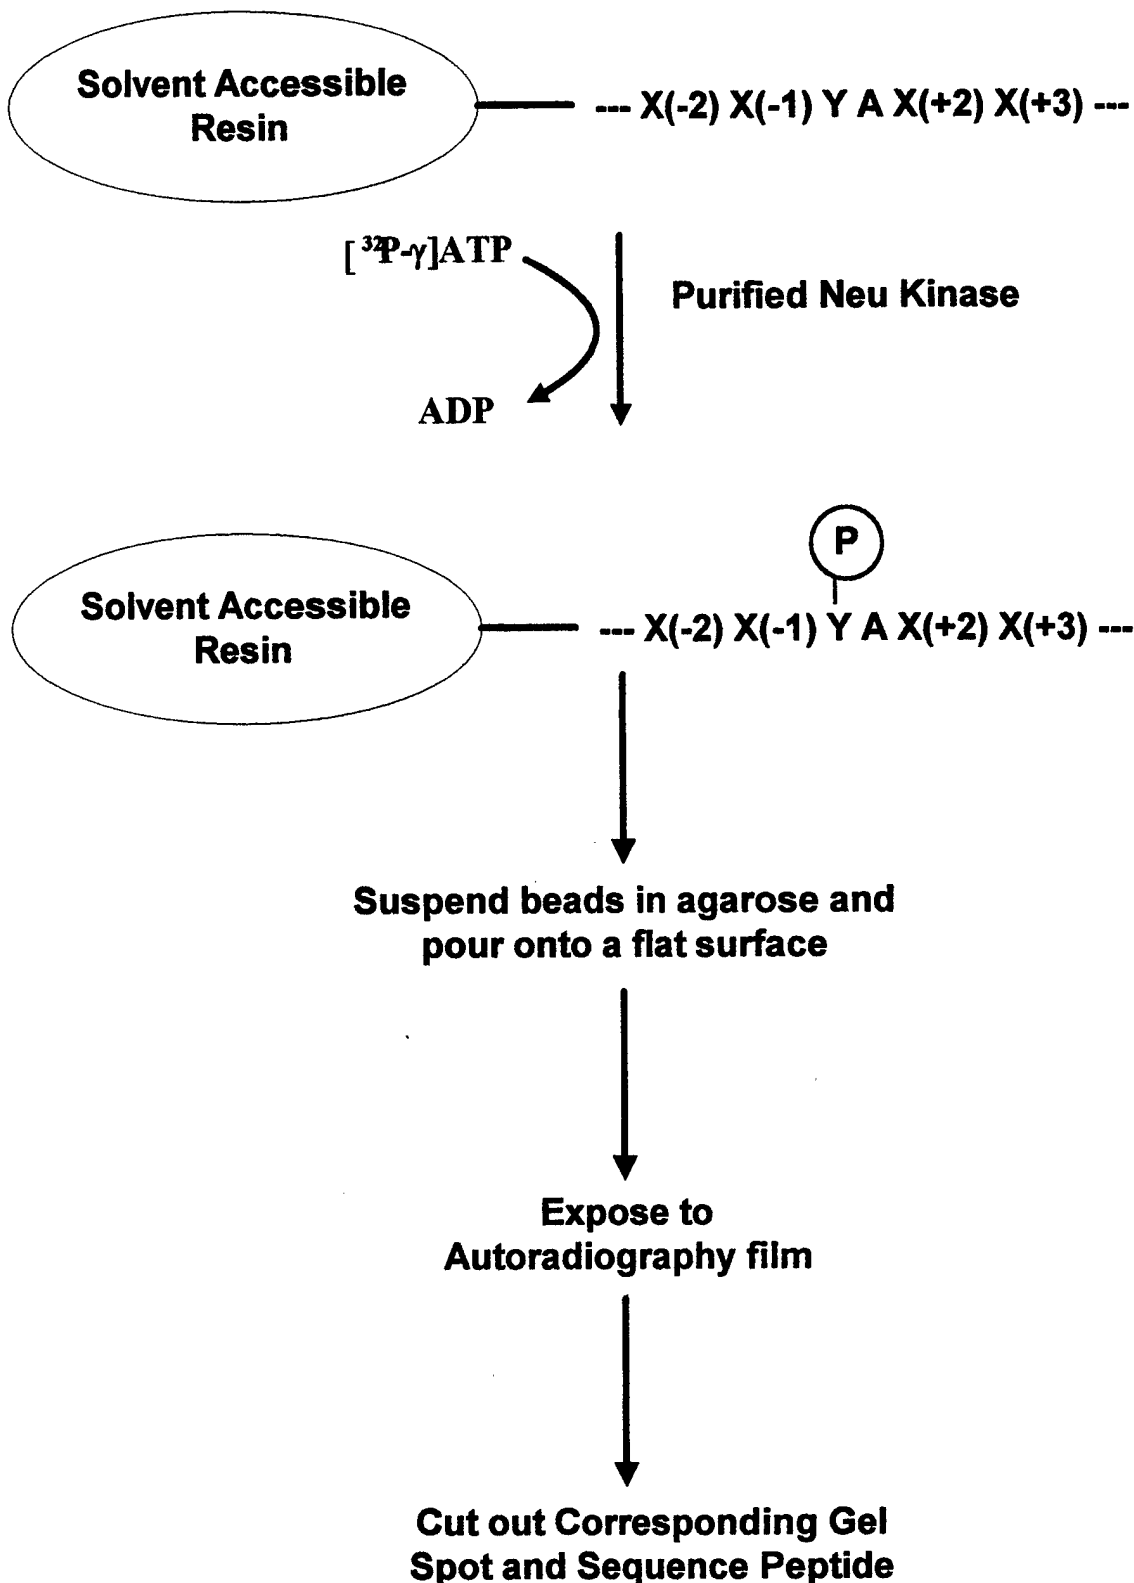 Solvent Accessible
Resin
--- X(-2) X(-1) Y A X(+2) X(+3) ---
[ ³²P-γ]ATP
Purified Neu Kinase
ADP
P
Solvent Accessible
Resin
--- X(-2) X(-1) Y A X(+2) X(+3) ---
Suspend beads in agarose and
pour onto a flat surface
Expose to
Autoradiography film
Cut out Corresponding Gel
Spot and Sequence Peptide